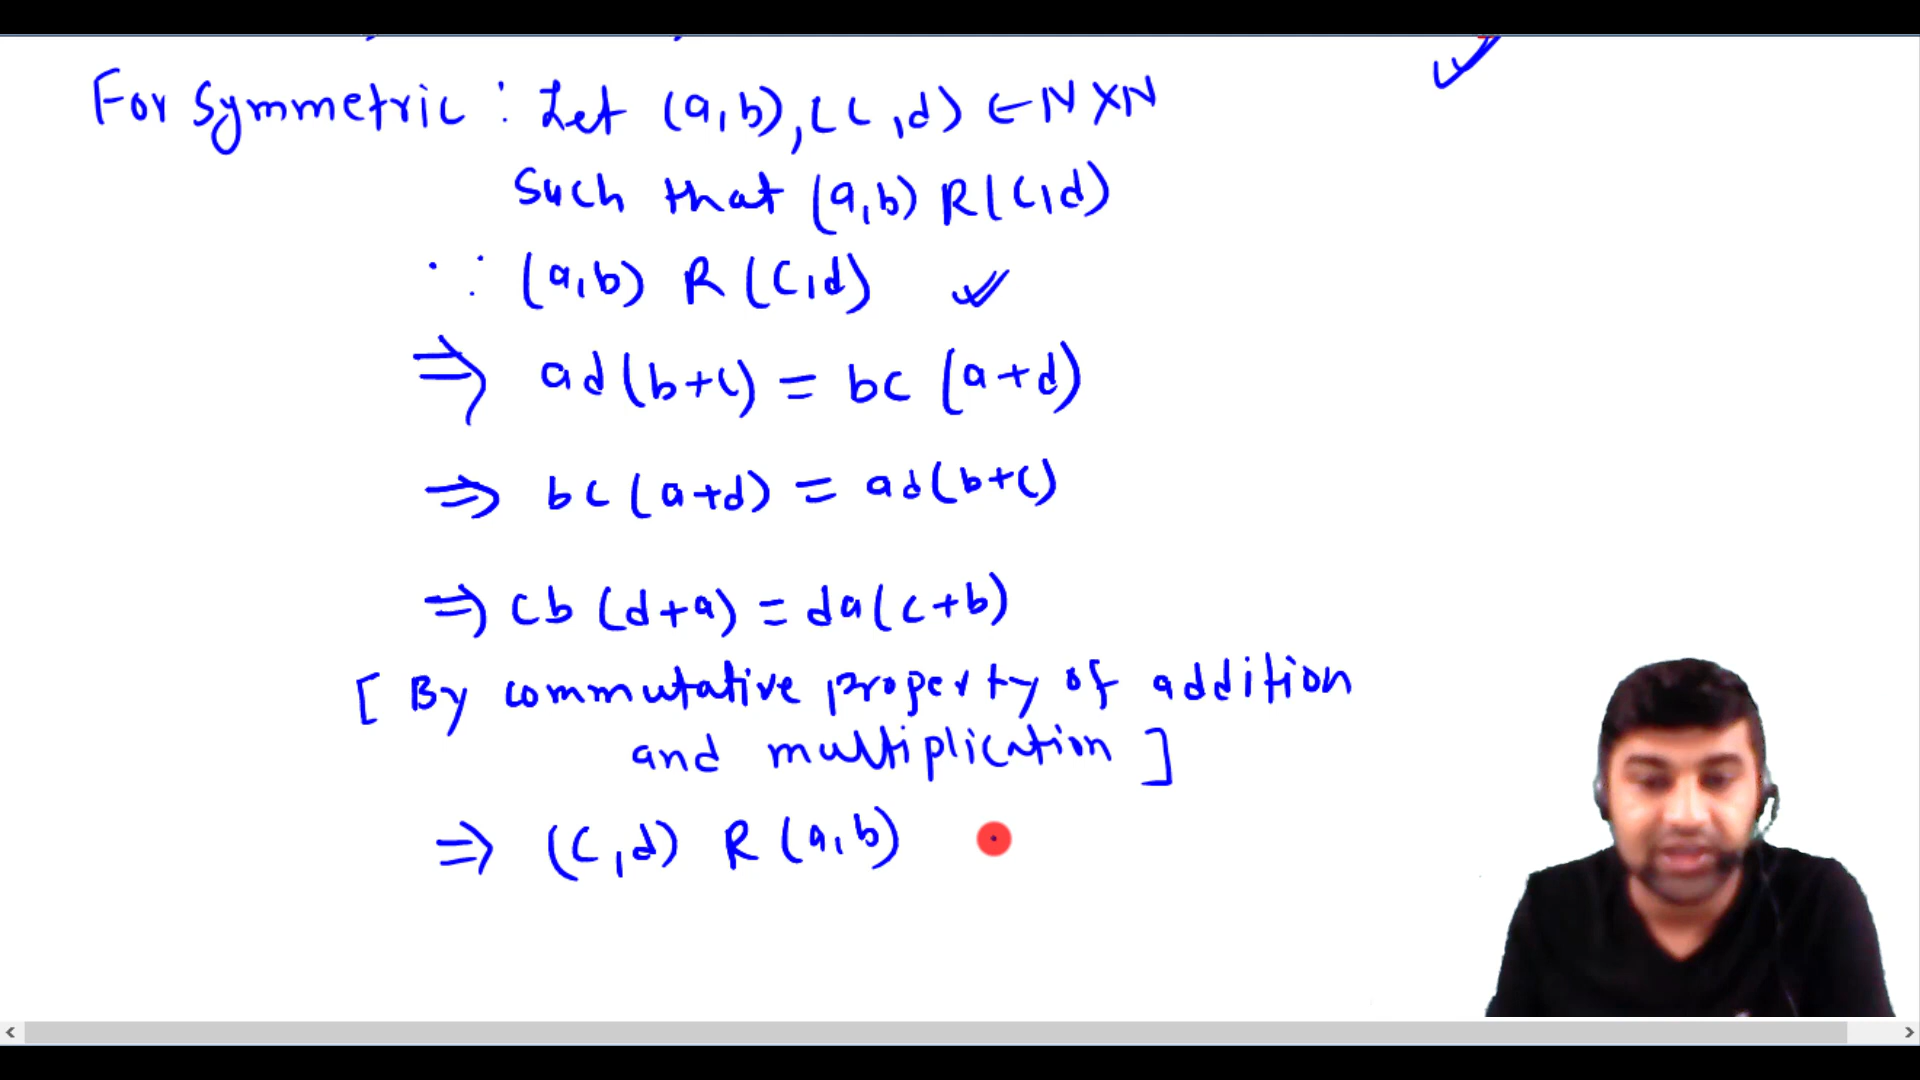 For Symmetric : Let (a,b), (c,d) ∈ N×N
Such that (a,b) R (c,d)
∵ (a,b) R (c,d)
⇒ ad(b+c) = bc (a+d)
⇒ bc (a+d) = ad(b+c)
⇒ cb (d+a) = da(c+b)
[ By commutative property of addition
and multiplication ]
⇒ (c,d) R (a,b)